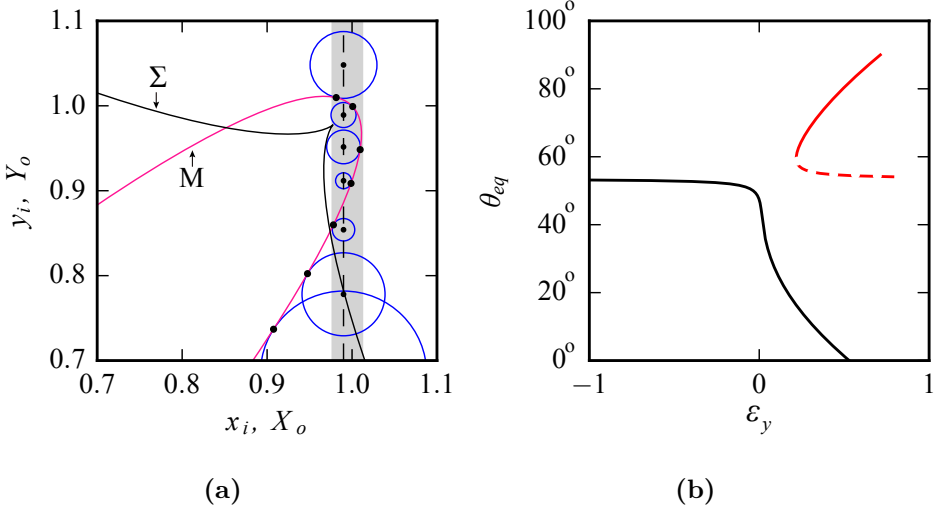 1.1
1.0
0.9
0.8
0.7
0.7 0.8 0.9 1.0 1.1
y_i, Y_o
x_i, X_o
Σ
M
(a)
100°
80°
60°
40°
20°
0°
−1 0 1
θ_eq
ε_y
(b)